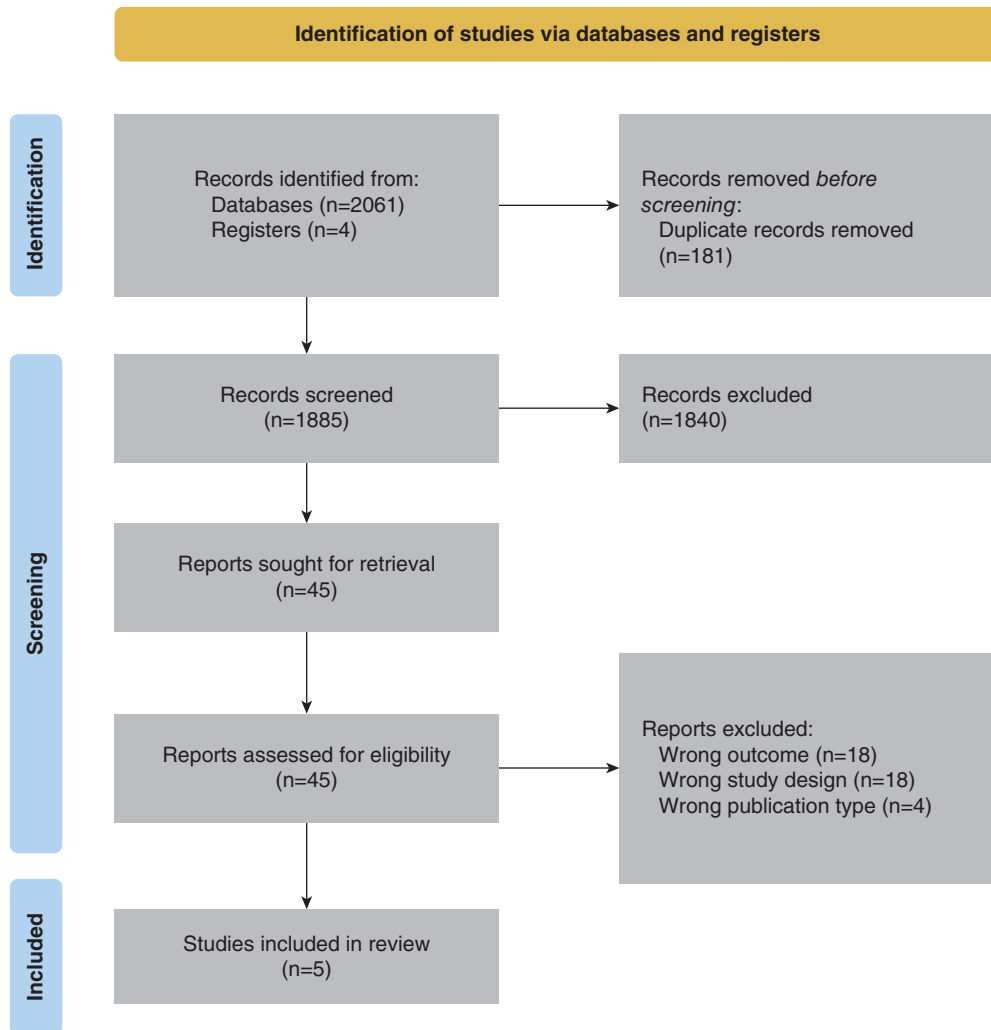 Identification of studies via databases and registers
Identification
Records identified from:
Databases (n=2061)
Registers (n=4)
Records removed before
screening:
Duplicate records removed
(n=181)
Screening
Records screened
(n=1885)
Records excluded
(n=1840)
Reports sought for retrieval
(n=45)
Reports assessed for eligibility
(n=45)
Reports excluded:
Wrong outcome (n=18)
Wrong study design (n=18)
Wrong publication type (n=4)
Included
Studies included in review
(n=5)